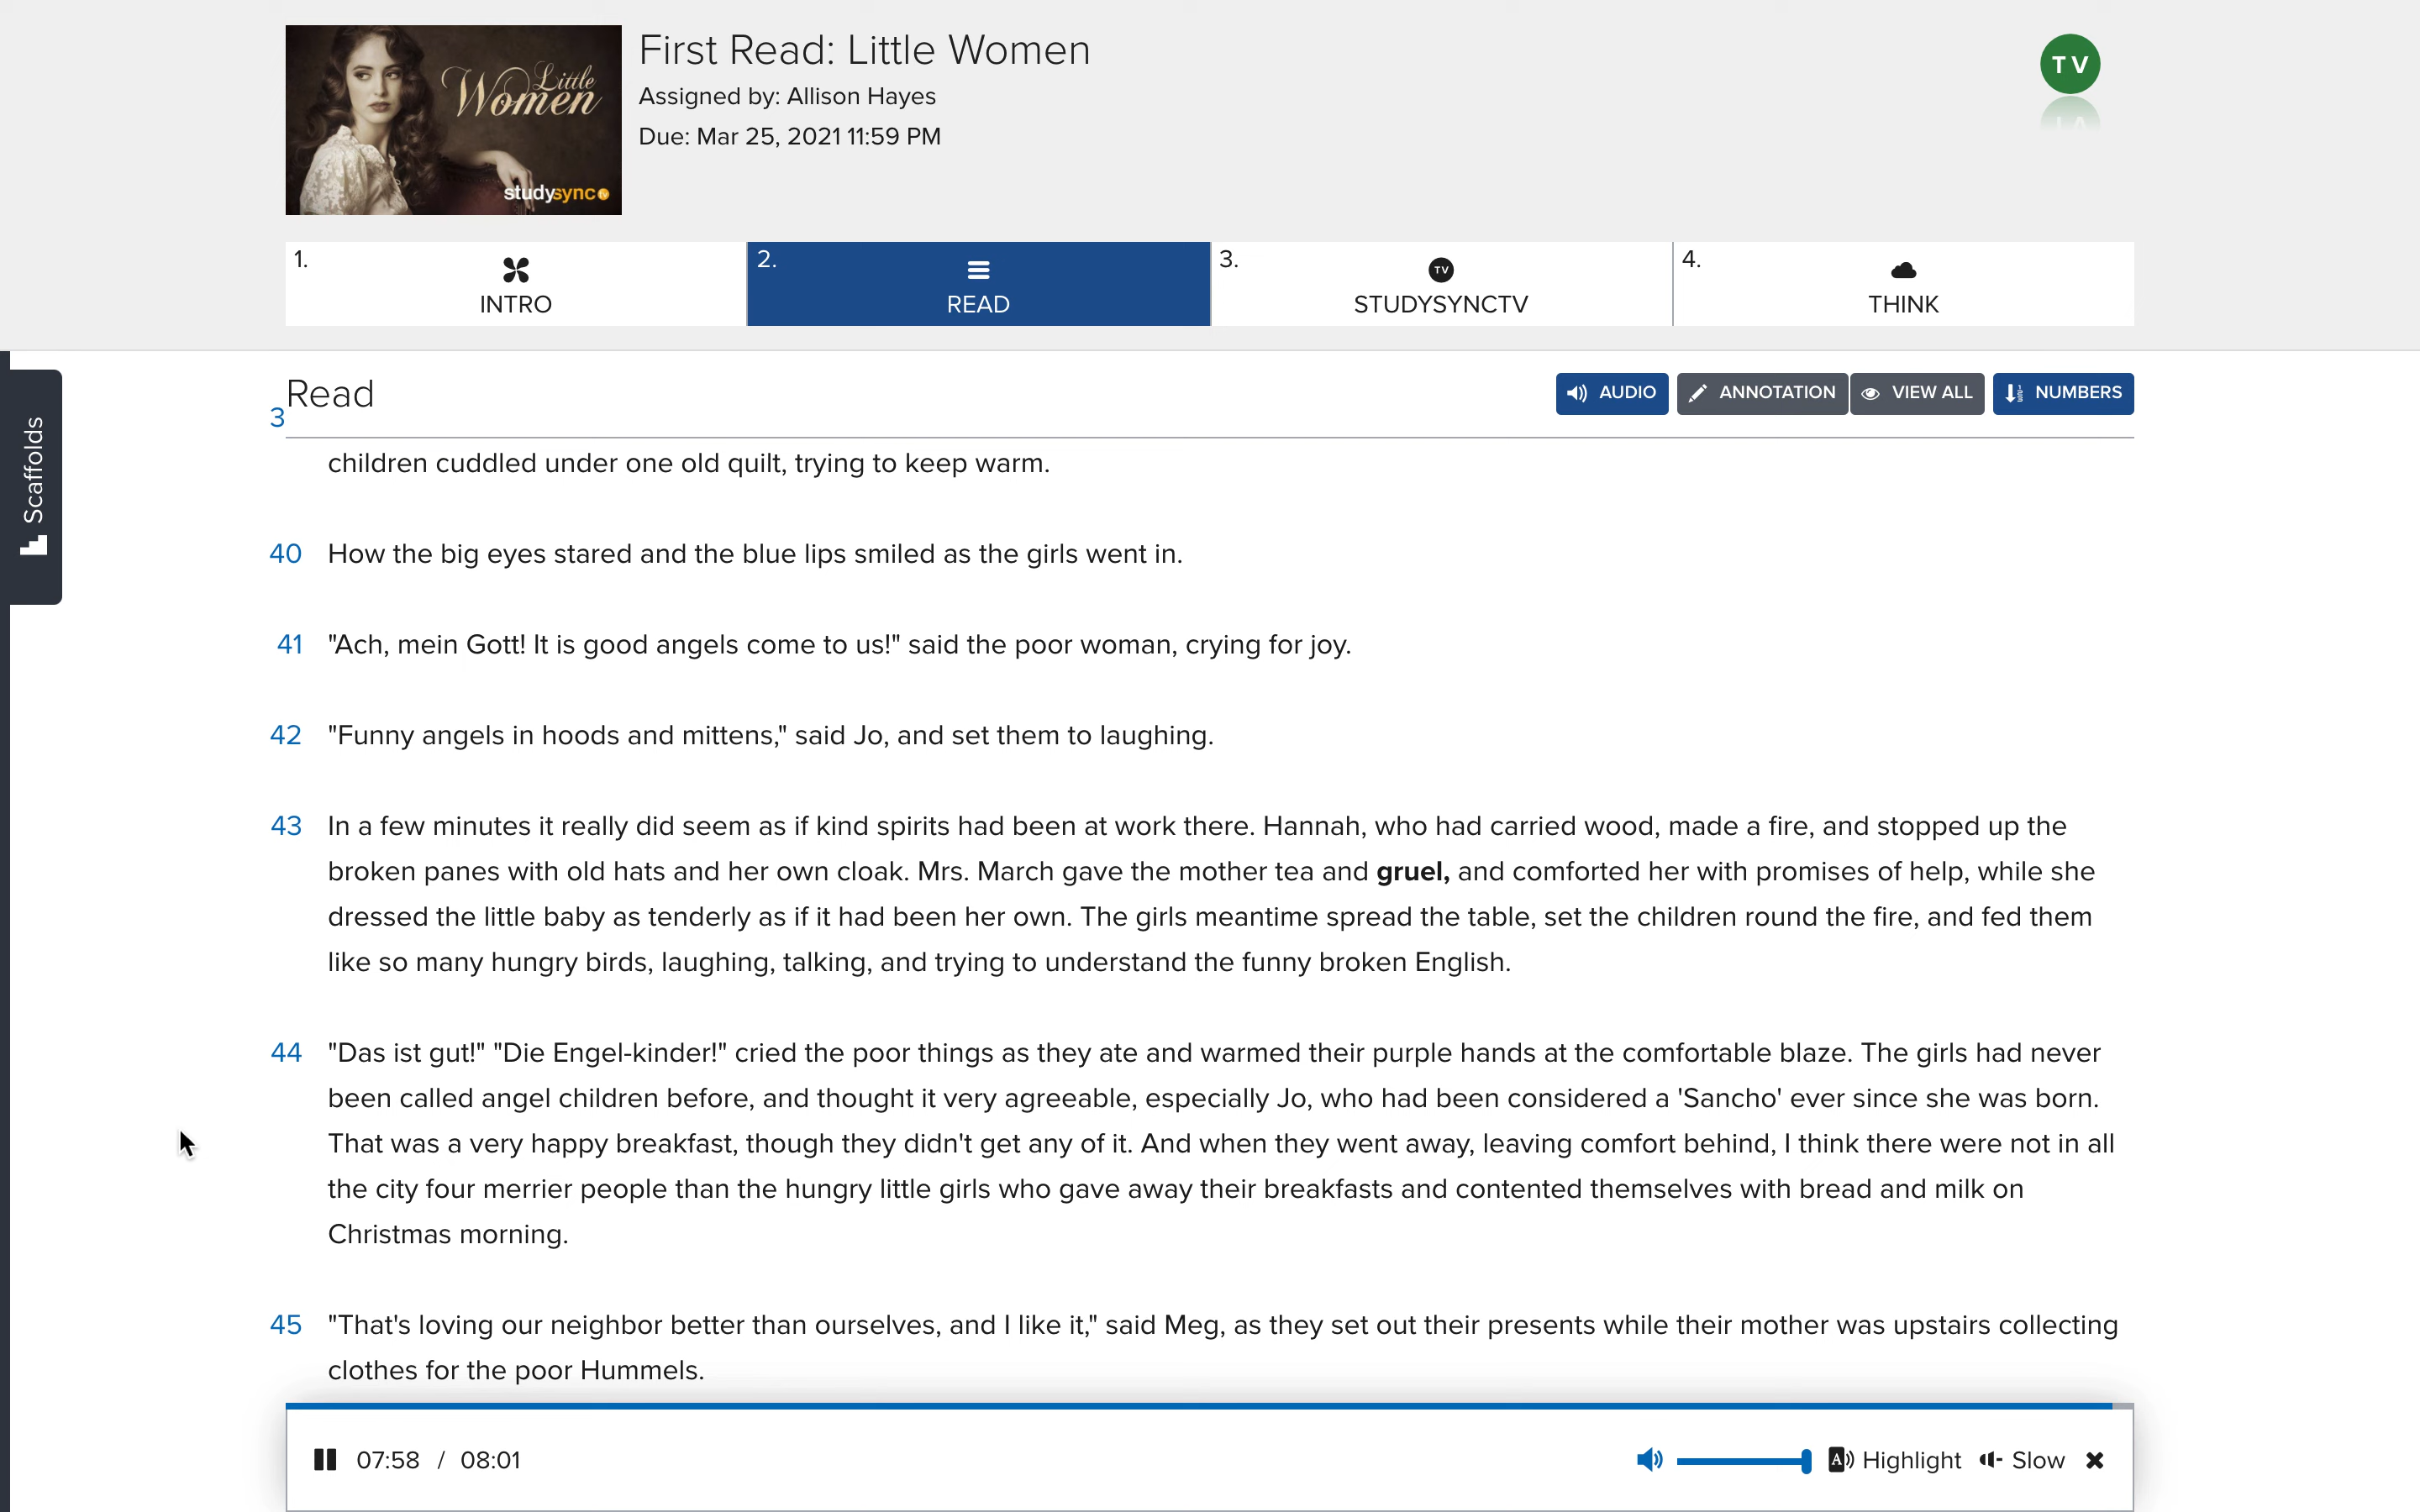 Little
Women
studysync
First Read: Little Women
Assigned by: Allison Hayes
Due: Mar 25, 2021 11:59 PM
TV
1.
INTRO
2.
READ
3.
TV
STUDYSYNCTV
4.
THINK
Scaffolds
Read
AUDIO
ANNOTATION
VIEW ALL
NUMBERS
3
children cuddled under one old quilt, trying to keep warm.
40 How the big eyes stared and the blue lips smiled as the girls went in.
41 "Ach, mein Gott! It is good angels come to us!" said the poor woman, crying for joy.
42 "Funny angels in hoods and mittens," said Jo, and set them to laughing.
43 In a few minutes it really did seem as if kind spirits had been at work there. Hannah, who had carried wood, made a fire, and stopped up the
broken panes with old hats and her own cloak. Mrs. March gave the mother tea and gruel, and comforted her with promises of help, while she
dressed the little baby as tenderly as if it had been her own. The girls meantime spread the table, set the children round the fire, and fed them
like so many hungry birds, laughing, talking, and trying to understand the funny broken English.
44 "Das ist gut!" "Die Engel-kinder!" cried the poor things as they ate and warmed their purple hands at the comfortable blaze. The girls had never
been called angel children before, and thought it very agreeable, especially Jo, who had been considered a 'Sancho' ever since she was born.
That was a very happy breakfast, though they didn't get any of it. And when they went away, leaving comfort behind, I think there were not in all
the city four merrier people than the hungry little girls who gave away their breakfasts and contented themselves with bread and milk on
Christmas morning.
45 "That's loving our neighbor better than ourselves, and I like it," said Meg, as they set out their presents while their mother was upstairs collecting
clothes for the poor Hummels.
07:58 / 08:01
Highlight
Slow